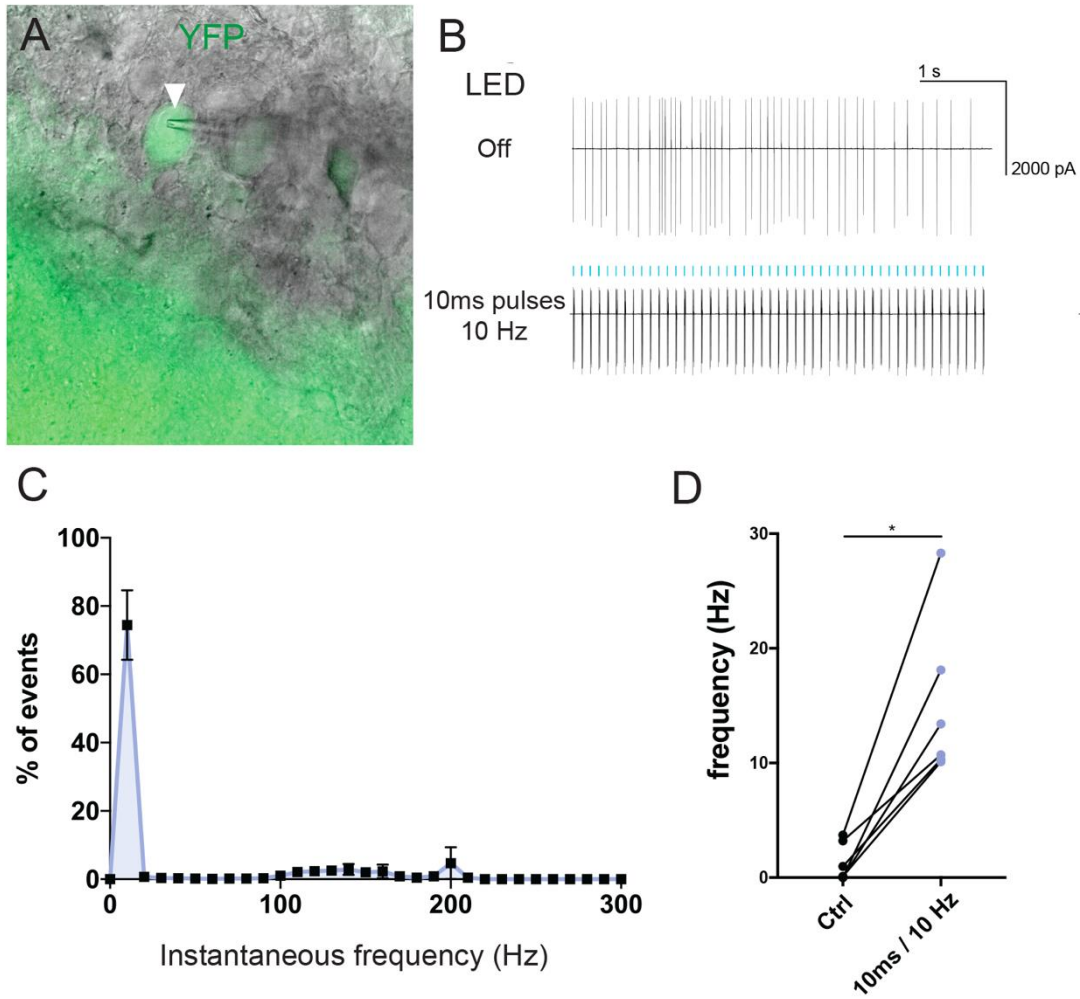 A
YFP
B
LED
Off
1 s
2000 pA
10ms pulses
10 Hz
C
% of events
100
80
60
40
20
0
0
100
200
300
Instantaneous frequency (Hz)
D
frequency (Hz)
30
20
10
0
*
Ctrl
10ms / 10 Hz